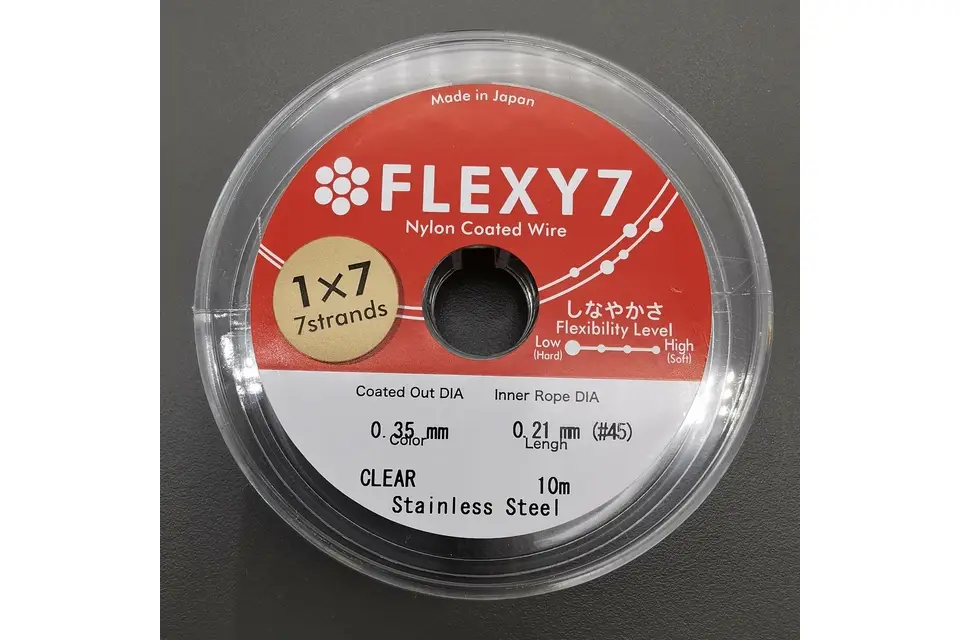 Made in Japan
FLEXY7
Nylon Coated Wire
1×7
7strands
しなやかさ
Flexibility Level
Low High
(Hard) (Soft)
Coated Out DIA Inner Rope DIA
0.35 mm 0.21 mm (#45)
Color Lengh
CLEAR 10m
Stainless Steel